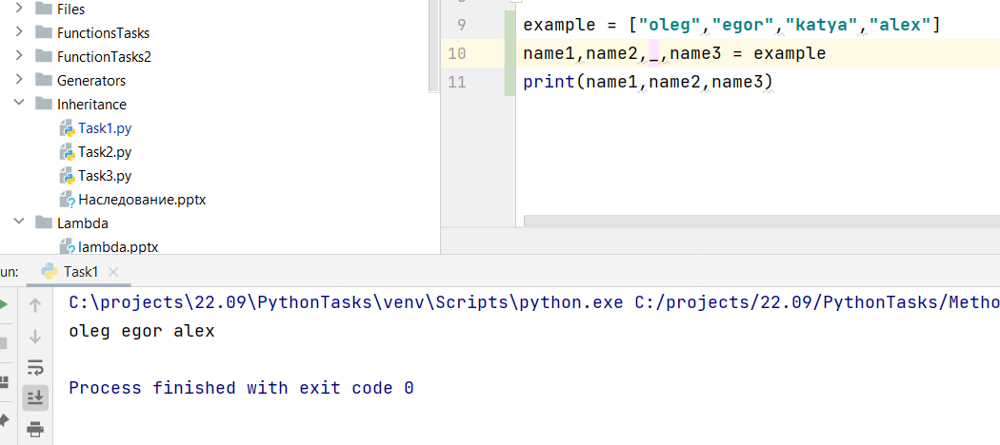 Files
FunctionsTasks
FunctionTasks2
Generators
Inheritance
Task1.py
Task2.py
Task3.py
Наследование.pptx
Lambda
lambda.pptx
9 example = ["oleg","egor","katya","alex"]
10 name1,name2,_,name3 = example
11 print(name1,name2,name3)
un: Task1
C:\projects\22.09\PythonTasks\venv\Scripts\python.exe C:/projects/22.09/PythonTasks/Metho
oleg egor alex
Process finished with exit code 0